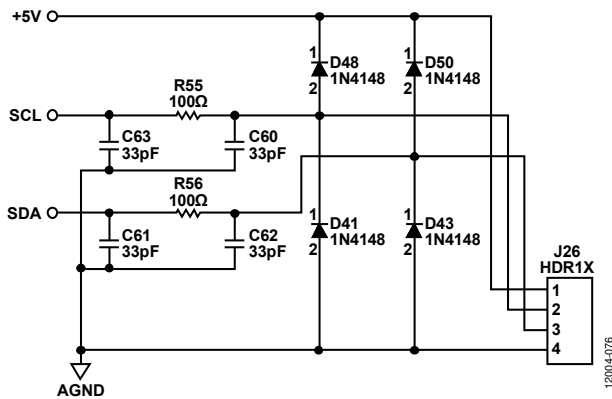 +5V
1
D48
1N4148
2
1
D50
1N4148
2
R55
100Ω
SCL
C63
33pF
C60
33pF
R56
100Ω
SDA
C61
33pF
C62
33pF
1
D41
1N4148
2
1
D43
1N4148
2
J26
HDR1X
1
2
3
4
AGND
12004-076